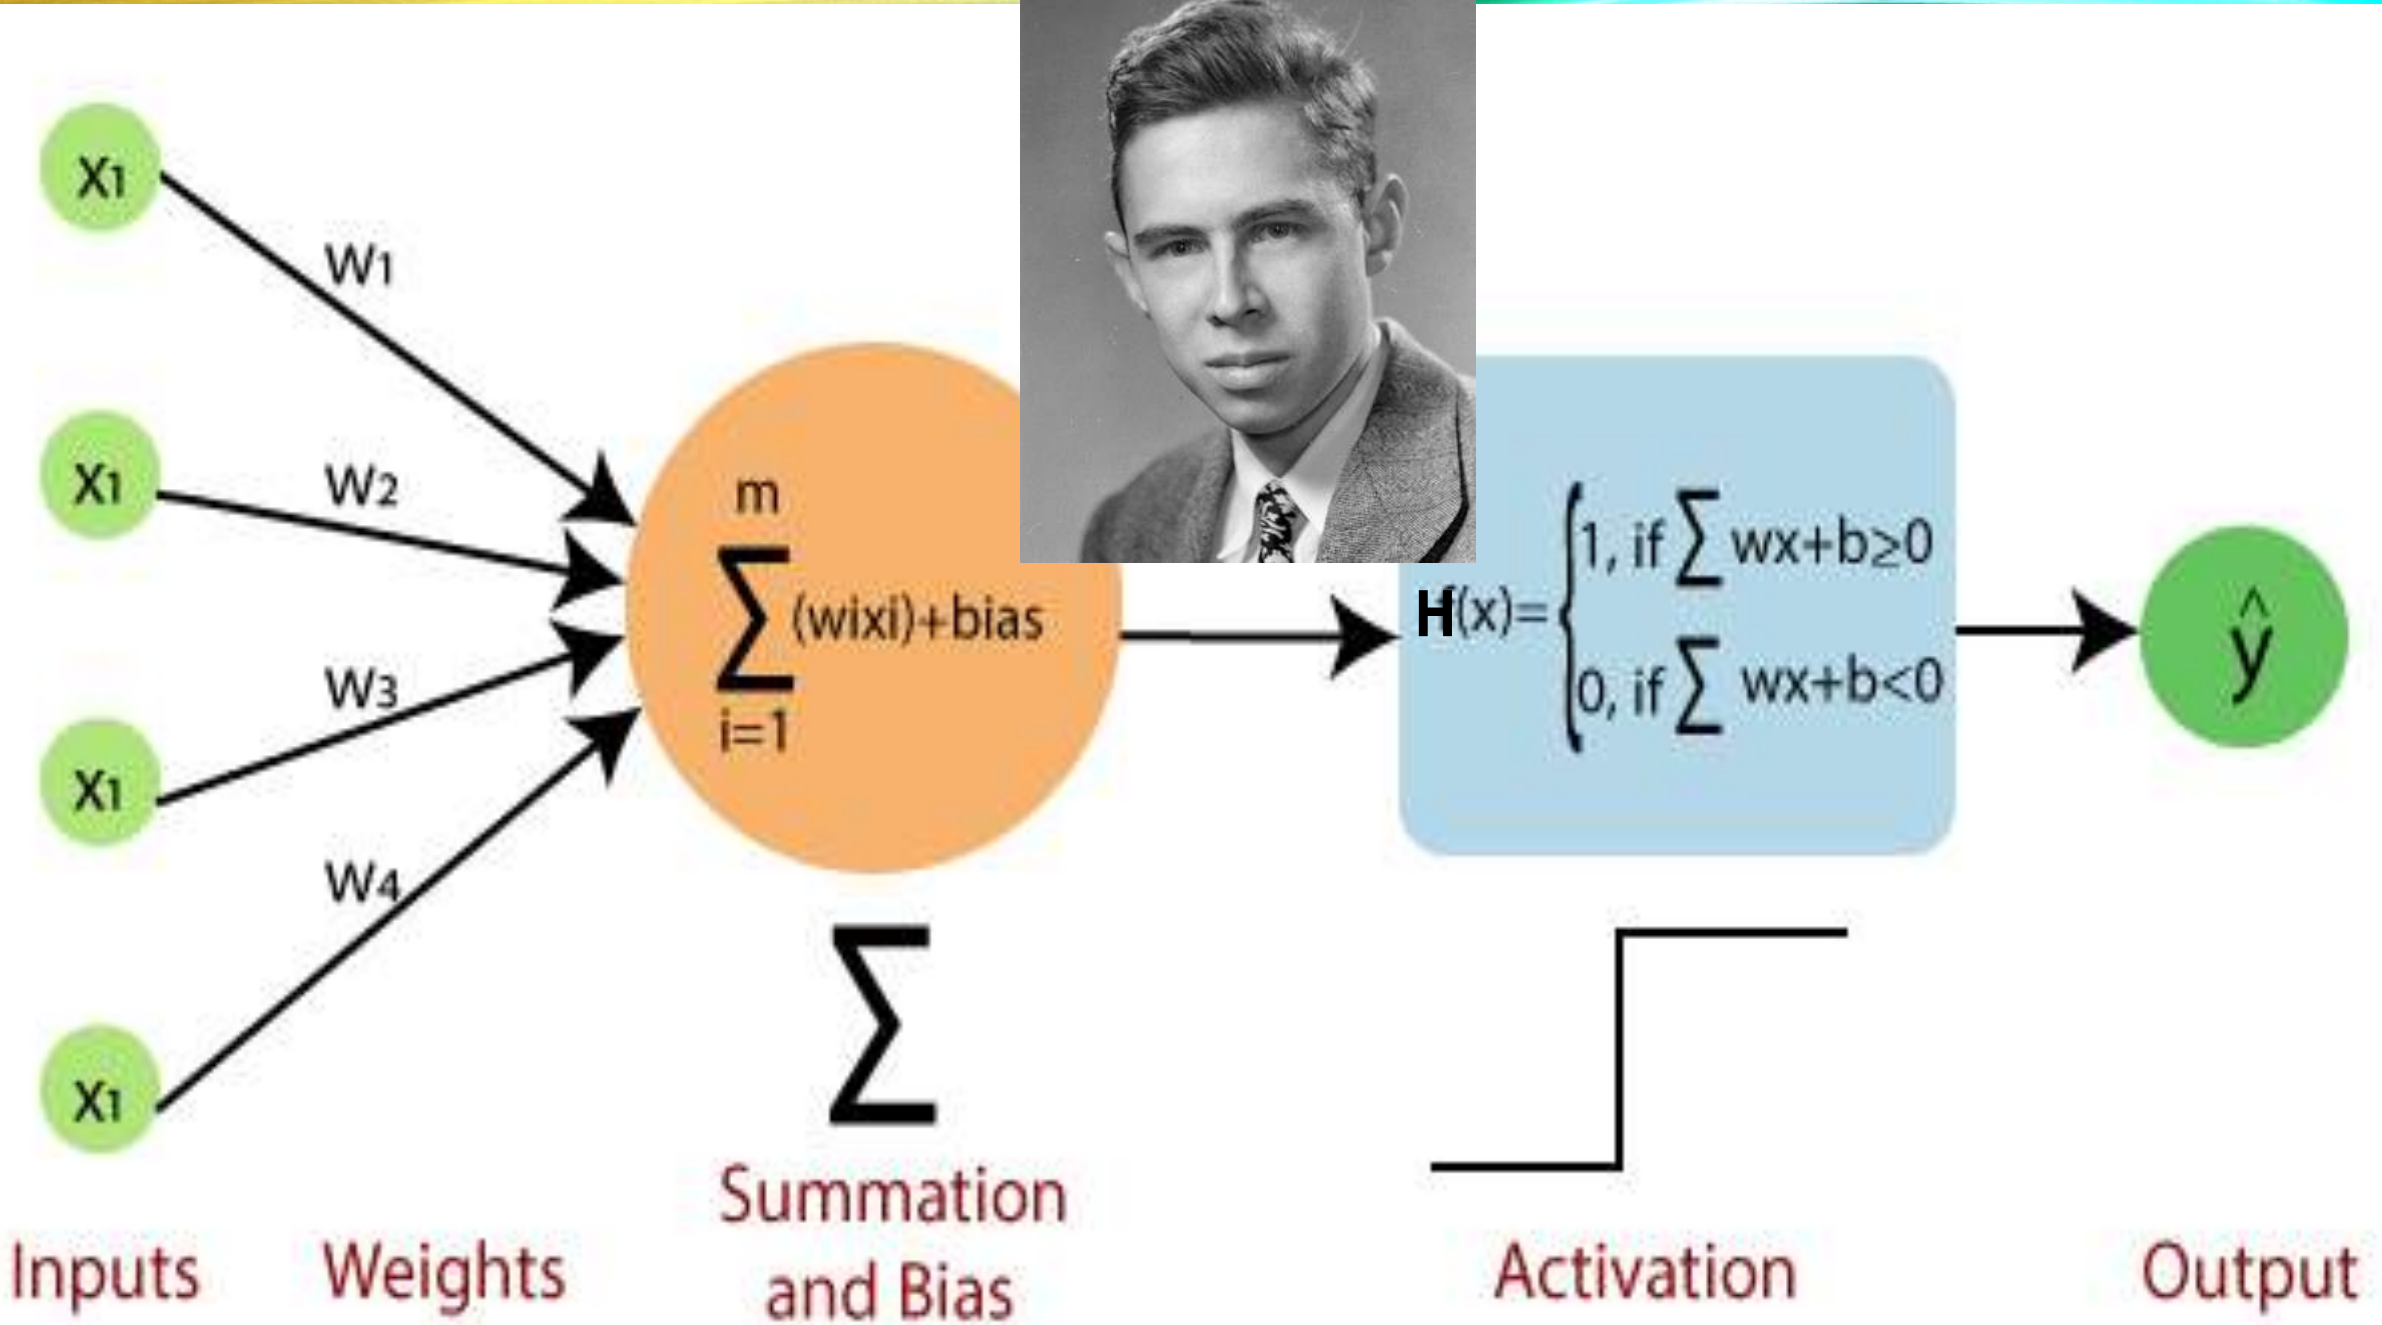 X1
W1
X1
W2
X1
W3
X1
W4
m
∑(wixi)+bias
i=1
∑
Hf(x)={
1, if ∑ wx+b≥0
0, if ∑ wx+b<0
ŷ
Inputs
Weights
Summation
and Bias
Activation
Output